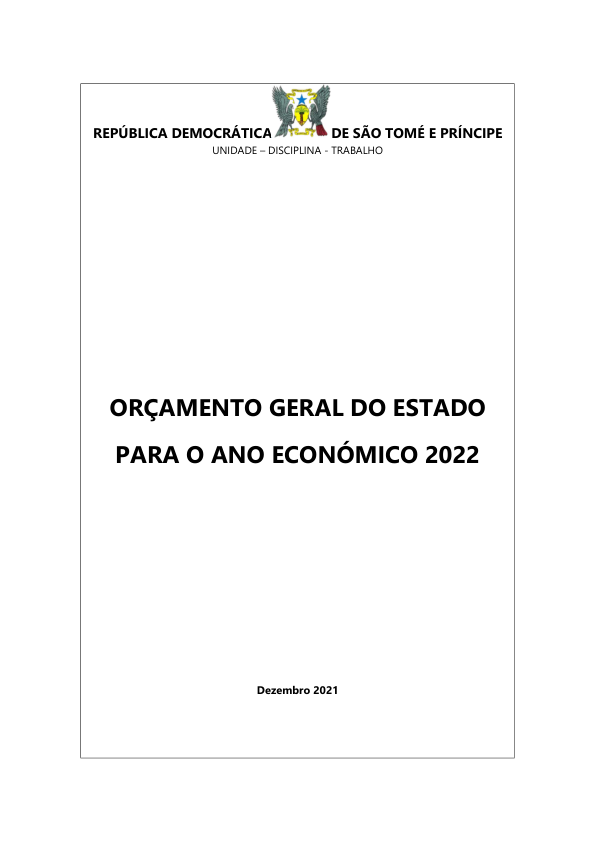 REPÚBLICA DEMOCRÁTICA DE SÃO TOMÉ E PRÍNCIPE
UNIDADE – DISCIPLINA - TRABALHO
ORÇAMENTO GERAL DO ESTADO
PARA O ANO ECONÓMICO 2022
Dezembro 2021